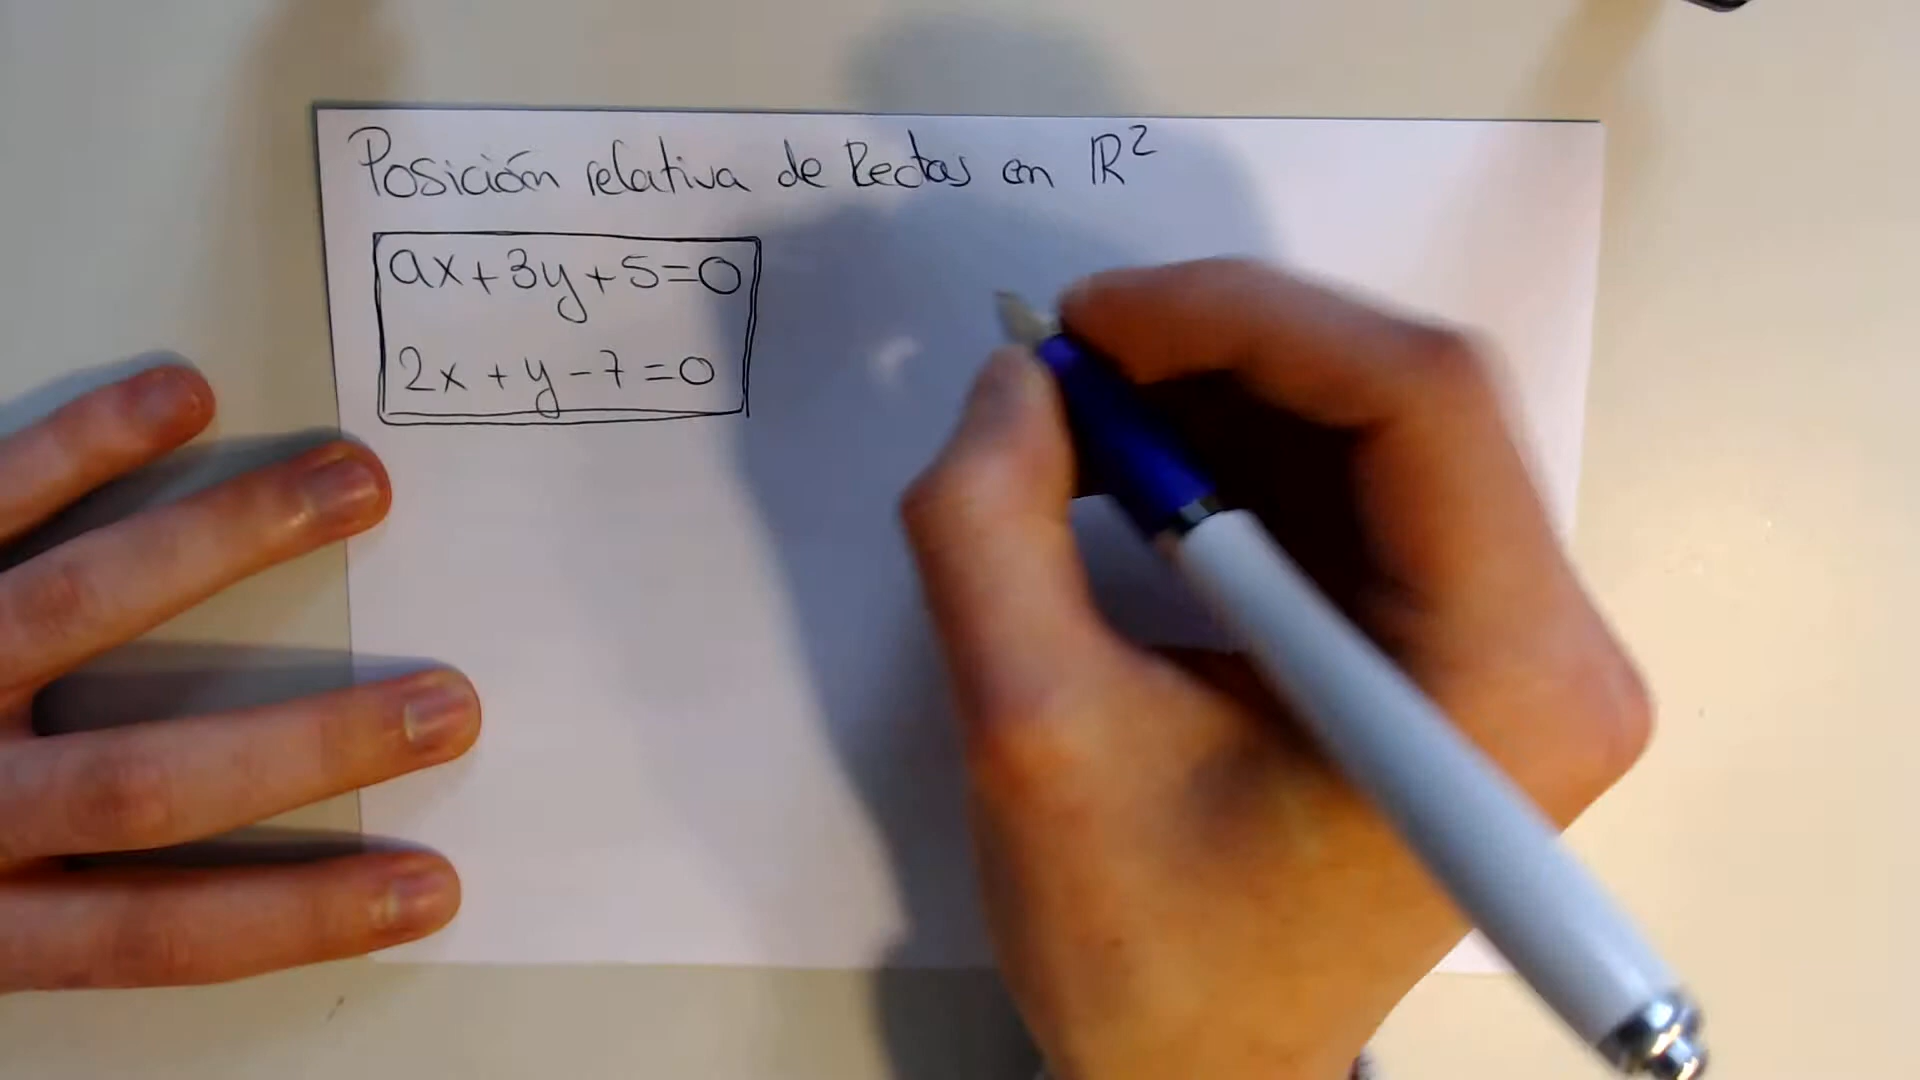 Posición relativa de Rectas en ℝ²
ax+3y+5=0
2x+y-7=0